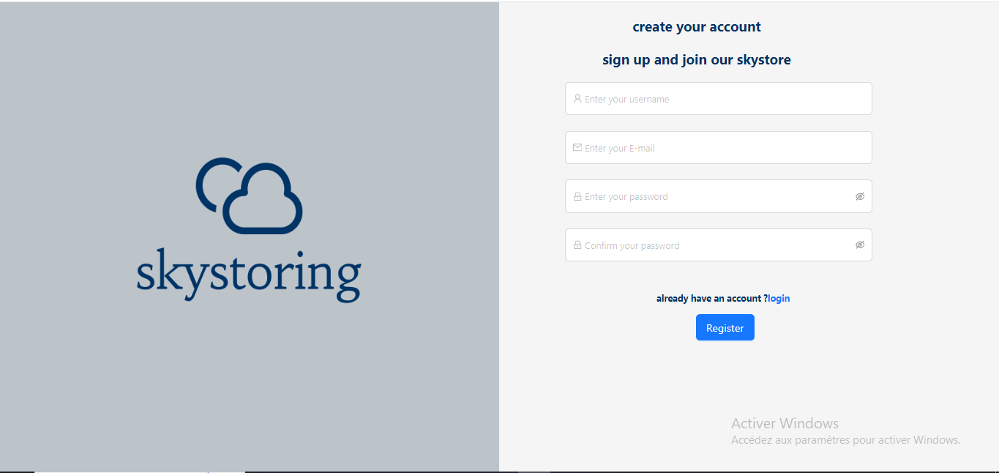 skystoring
create your account
sign up and join our skystore
Enter your username
Enter your E-mail
Enter your password
Confirm your password
already have an account ?login
Register
Activer Windows
Accédez aux paramètres pour activer Windows.